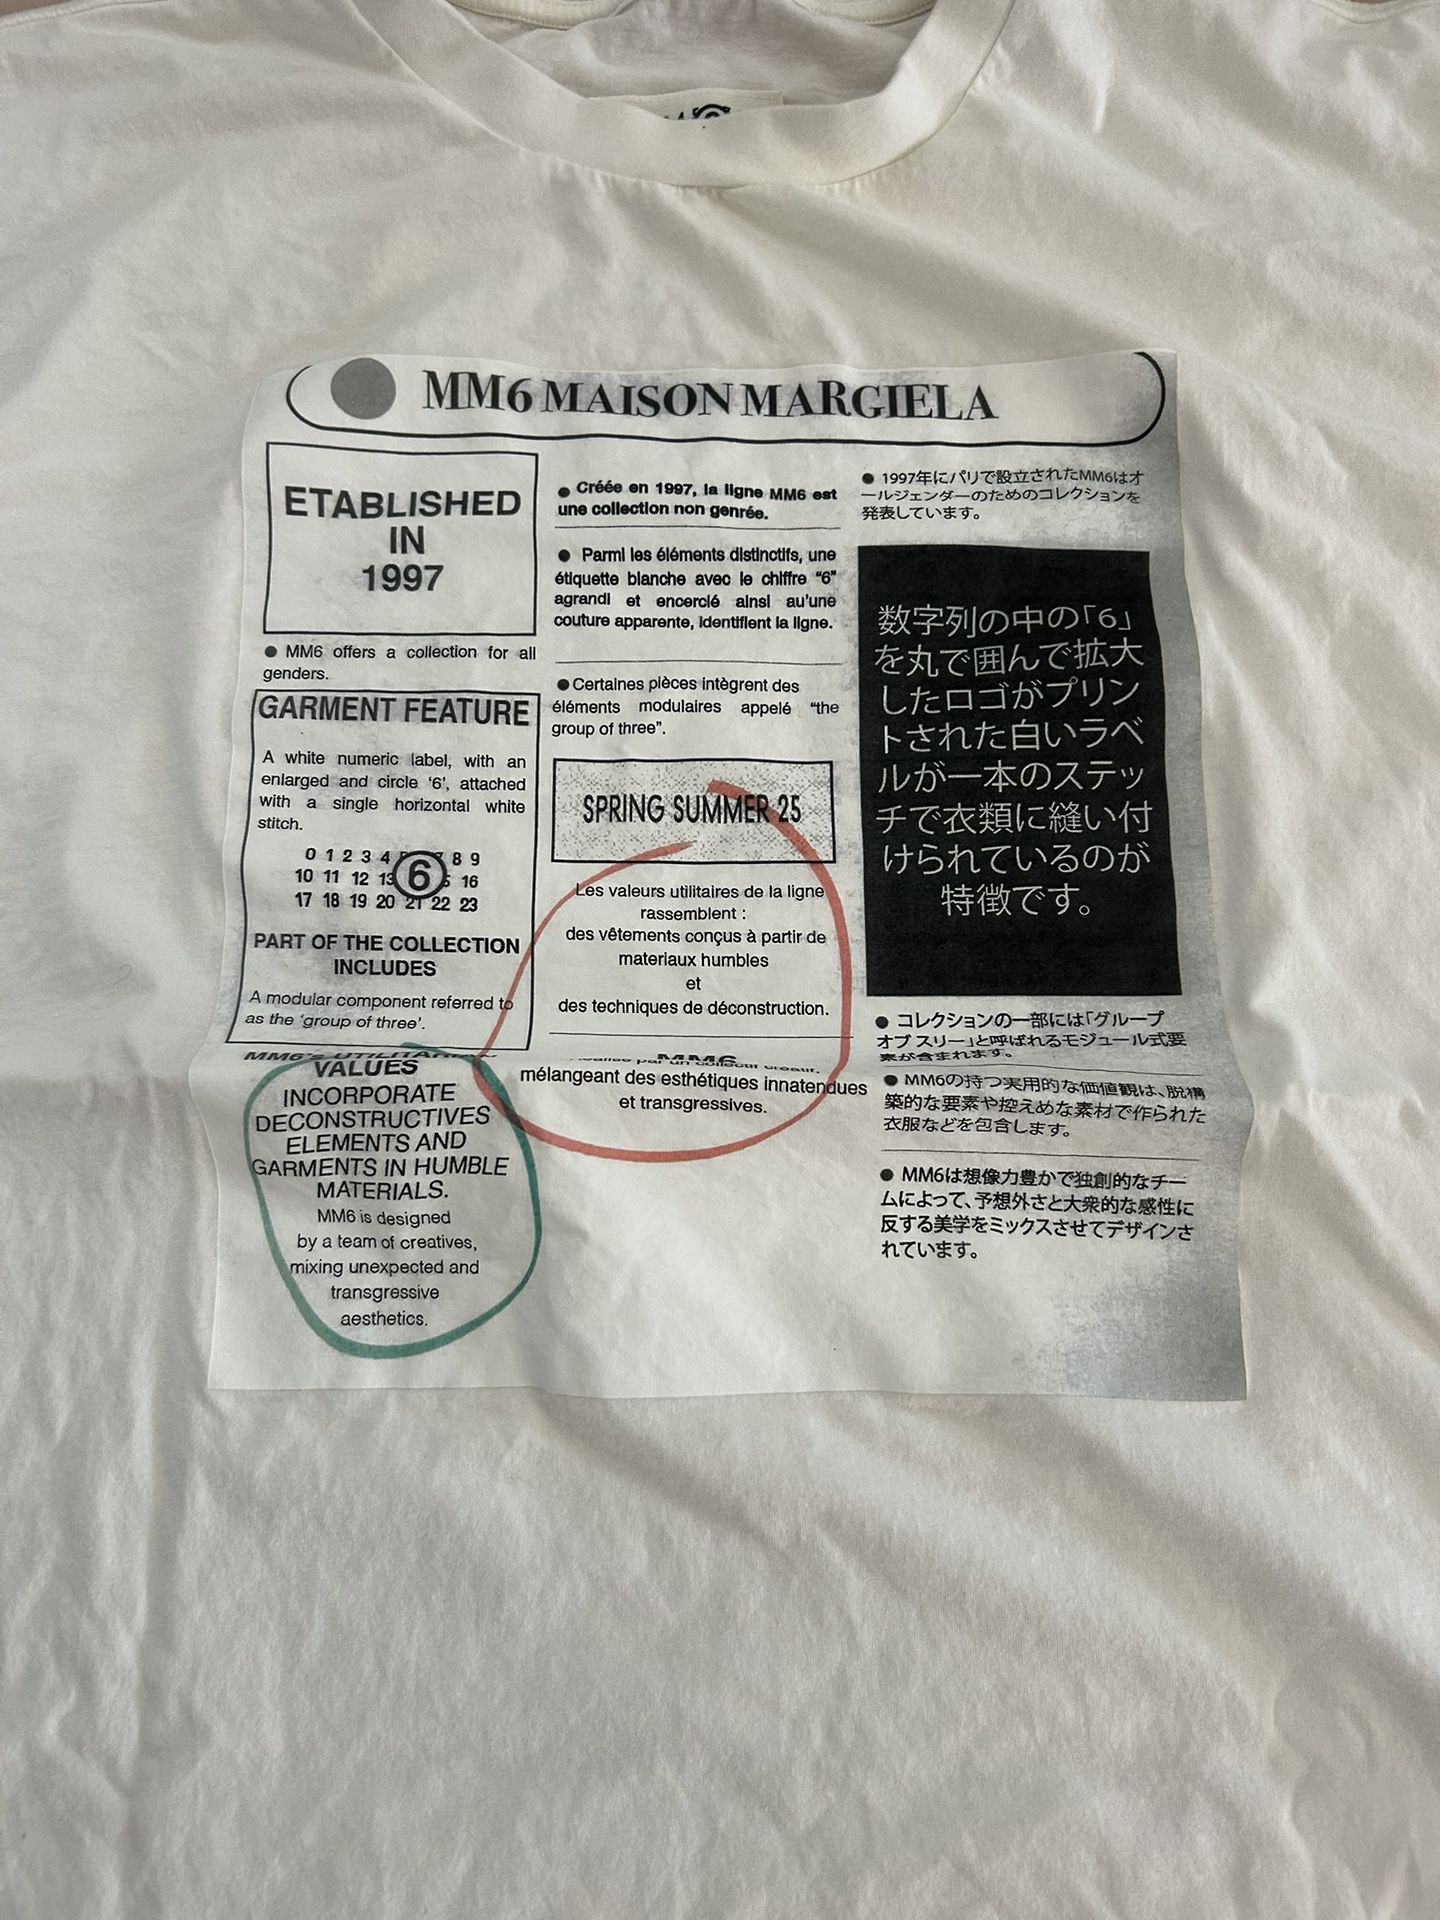 MM6 MAISON MARGIELA
ETABLISHED
IN
1997
● MM6 offers a collection for all
genders.
GARMENT FEATURE
A white numeric label, with an
enlarged and circle ‘6’, attached
with a single horizontal white
stitch.
0 1 2 3 4 7 8 9
10 11 12 13 6 16
17 18 19 20 21 22 23
PART OF THE COLLECTION
INCLUDES
A modular component referred to
as the ‘group of three’.
MM6's UTILITARIAN
VALUES
INCORPORATE
DECONSTRUCTIVES
ELEMENTS AND
GARMENTS IN HUMBLE
MATERIALS.
MM6 is designed
by a team of creatives,
mixing unexpected and
transgressive
aesthetics.
● Créée en 1997, la ligne MM6 est
une collection non genrée.
● Parmi les éléments distinctifs, une
étiquette blanche avec le chiffre “6”
agrandi et encerclé ainsi au'une
couture apparente, identifient la ligne.
● Certaines pièces intègrent des
éléments modulaires appelé “the
group of three”.
SPRING SUMMER 25
Les valeurs utilitaires de la ligne
rassemblent :
des vêtements conçus à partir de
materiaux humbles
et
des techniques de déconstruction.
MM6
par un collectif créatif,
mélangeant des esthétiques innatendues
et transgressives.
● 1997年にパリで設立されたMM6はオ
ールジェンダーのためのコレクションを
発表しています。
数字列の中の「6」
を丸で囲んで拡大
したロゴがプリン
トされた白いラベ
ルが一本のステッ
チで衣類に縫い付
けられているのが
特徴です。
● コレクションの一部には「グループ
オブ スリー」と呼ばれるモジュール式要
素が含まれます。
● MM6の持つ実用的な価値観は、脱構
築的な要素や控えめな素材で作られた
衣服などを包含します。
● MM6は想像力豊かで独創的なチー
ムによって、予想外さと大衆的な感性に
反する美学をミックスさせてデザインさ
れています。